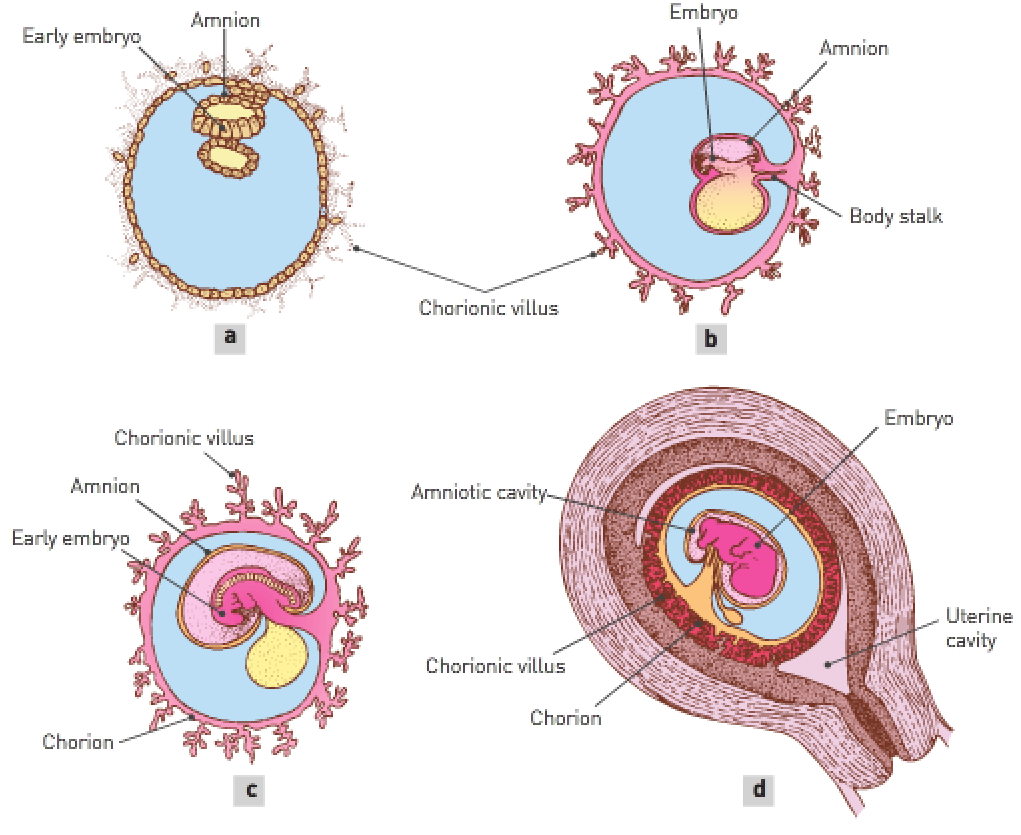 Amnion
Early embryo
Embryo
Amnion
Body stalk
Chorionic villus
a
b
Chorionic villus
Amnion
Early embryo
Chorion
c
Embryo
Amniotic cavity
Uterine
cavity
Chorionic villus
Chorion
d